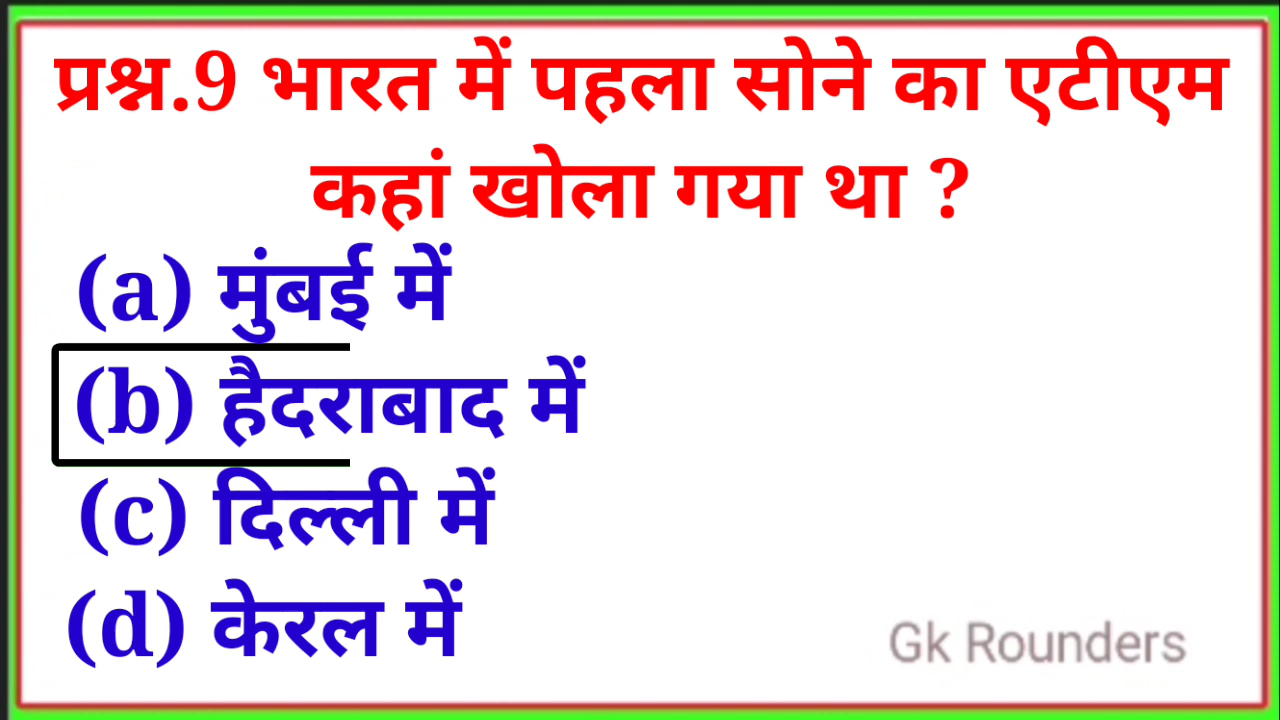 प्रश्न.9 भारत में पहला सोने का एटीएम
कहां खोला गया था ?
(a) मुंबई में
(b) हैदराबाद में
(c) दिल्ली में
(d) केरल में
Gk Rounders